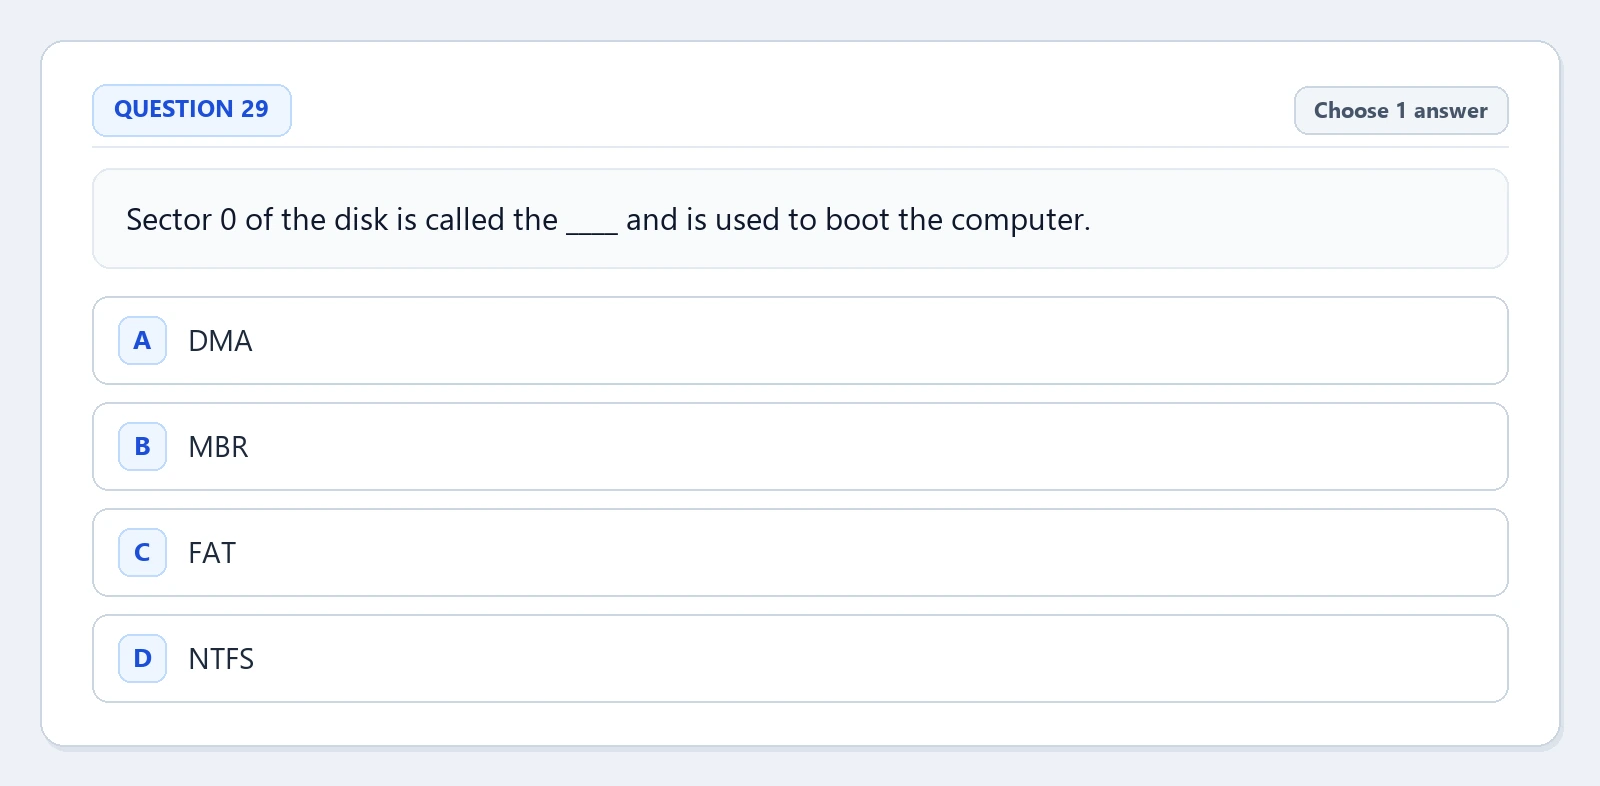 QUESTION 29
Choose 1 answer
Sector 0 of the disk is called the ____ and is used to boot the computer.
A DMA
B MBR
C FAT
D NTFS